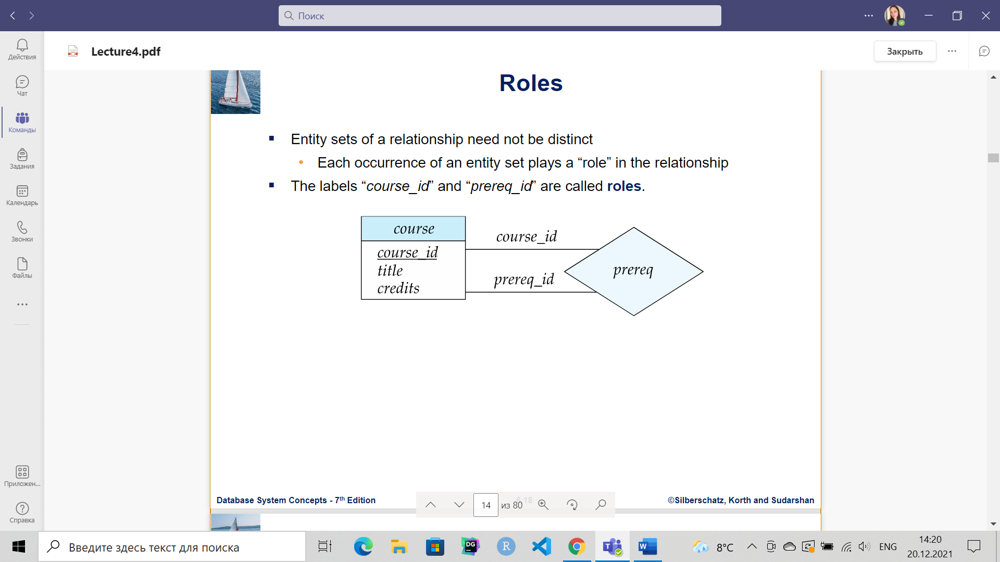 Поиск
Lecture4.pdf
Закрыть
Действия
Чат
Команды
Задания
Календарь
Звонки
Файлы
Приложен...
Справка
Roles
Entity sets of a relationship need not be distinct
Each occurrence of an entity set plays a “role” in the relationship
The labels “course_id” and “prereq_id” are called roles.
course
course_id
title
credits
course_id
prereq_id
prereq
Database System Concepts - 7th Edition
6.18
©Silberschatz, Korth and Sudarshan
14 из 80
Введите здесь текст для поиска
DG
R
T
W
8°C
ENG
14:20
20.12.2021